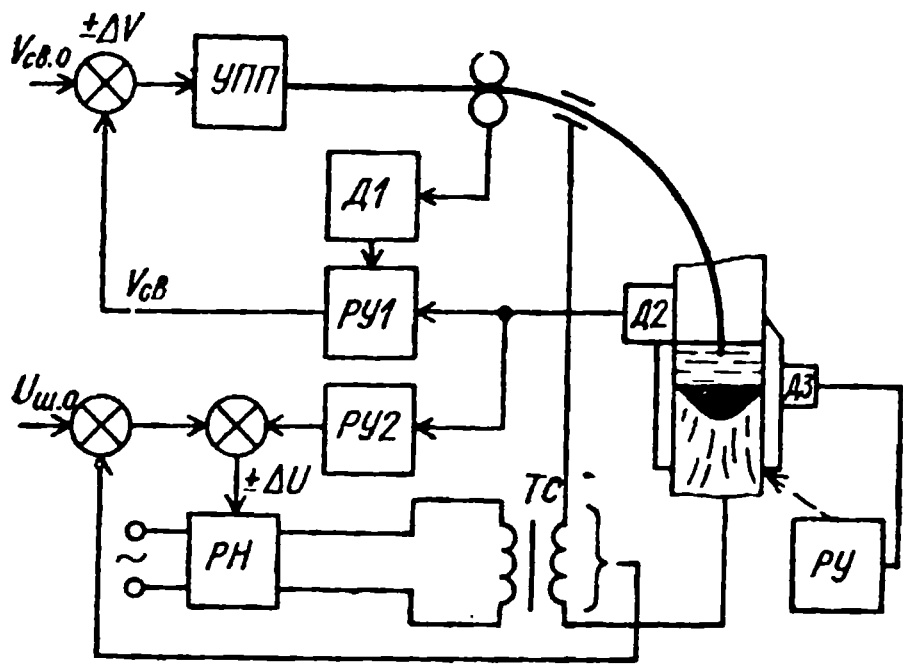 ±ΔV
Vсв.о
УПП
Д1
Vсв
РУ1
Д2
Uш.о
РУ2
Д3
±ΔU
ТС
~
РН
РУ